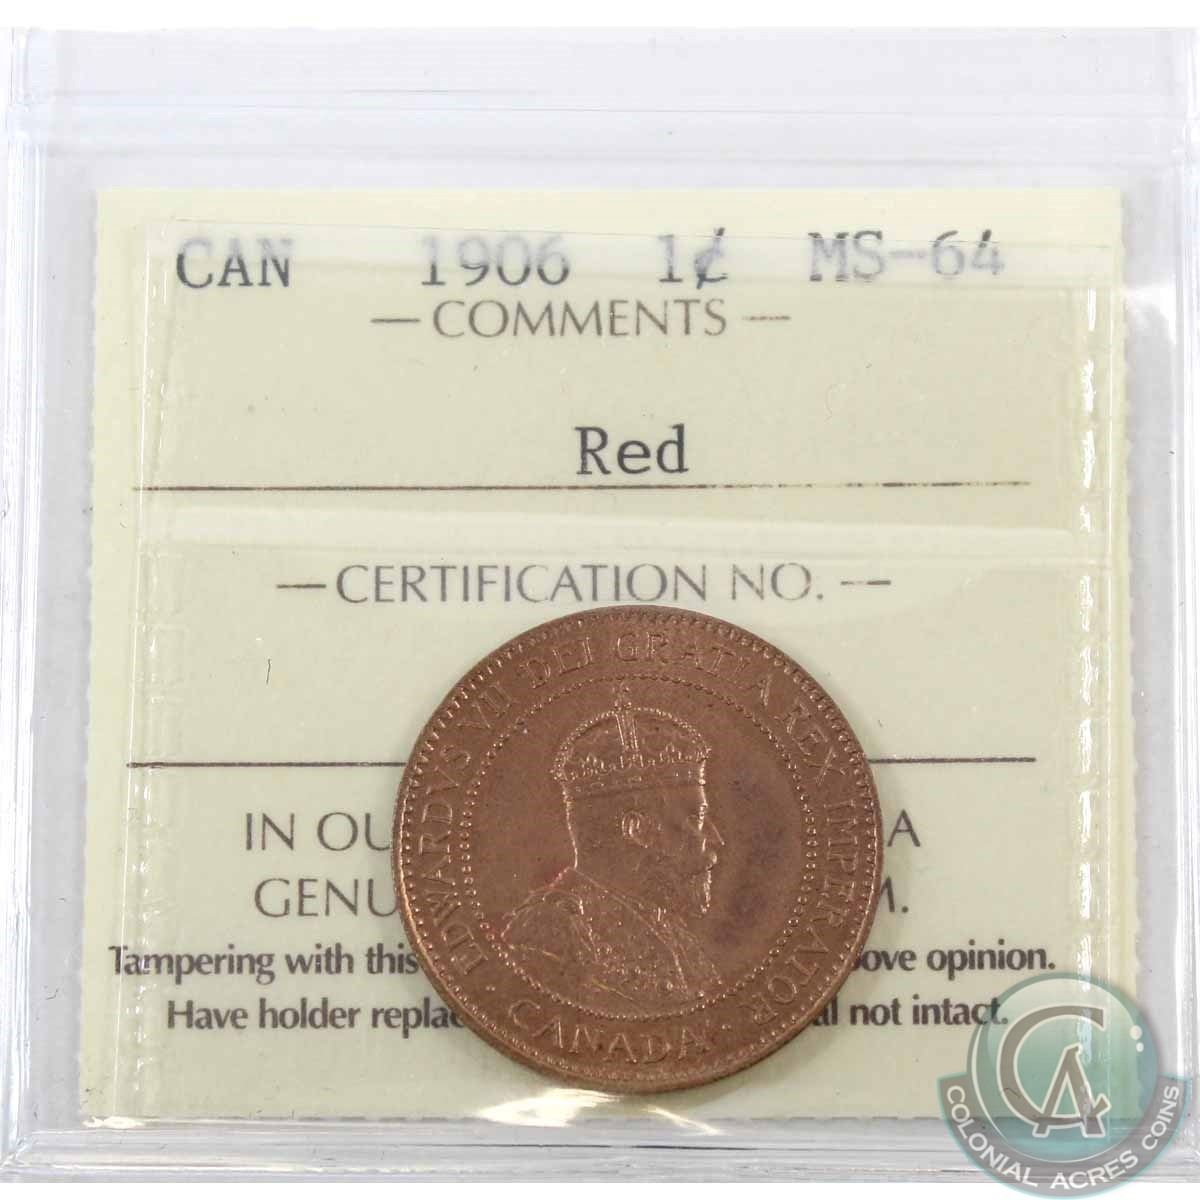 CAN 1906 1¢ MS-64
— COMMENTS —
Red
— CERTIFICATION NO. —
IN OU A
GENU M.
Tampering with this ove opinion.
Have holder replac al not intact.
EDWARDVS VII DEI GRATIA REX IMPERATOR
· CANADA ·
CA
COLONIAL ACRES COINS